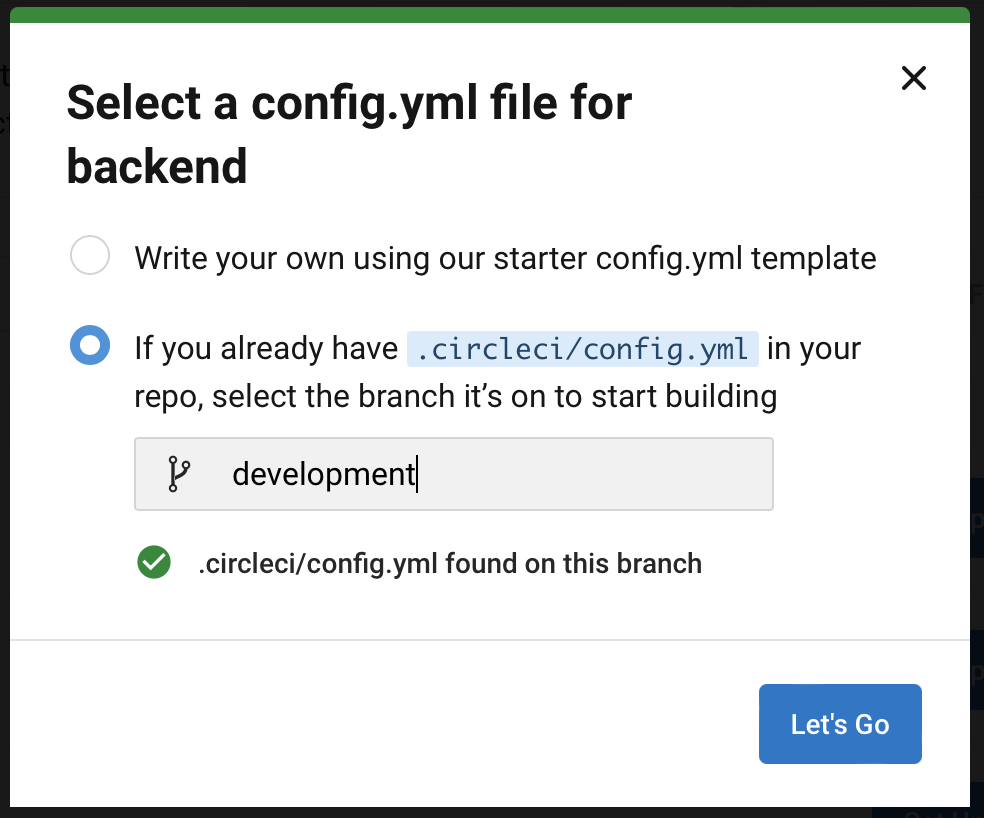 Select a config.yml file for
backend
Write your own using our starter config.yml template
If you already have .circleci/config.yml in your
repo, select the branch it’s on to start building
development
.circleci/config.yml found on this branch
Let's Go